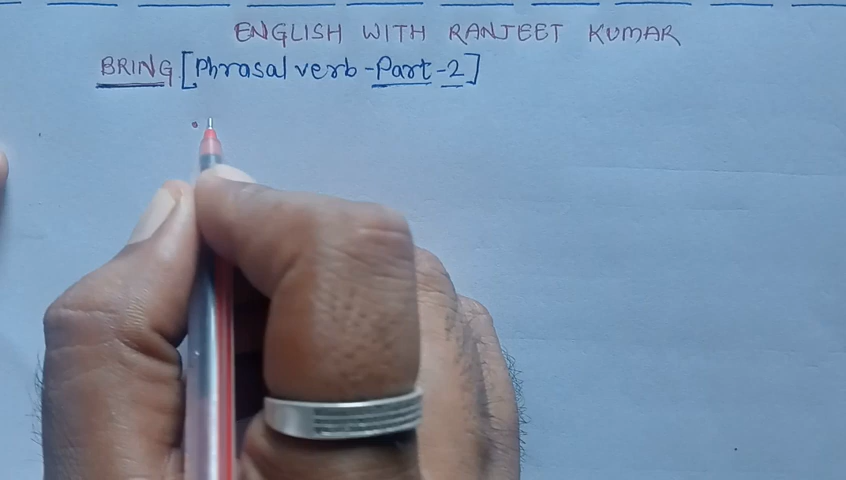 ENGLISH WITH RANJEET KUMAR
BRING [Phrasal verb - Part - 2]